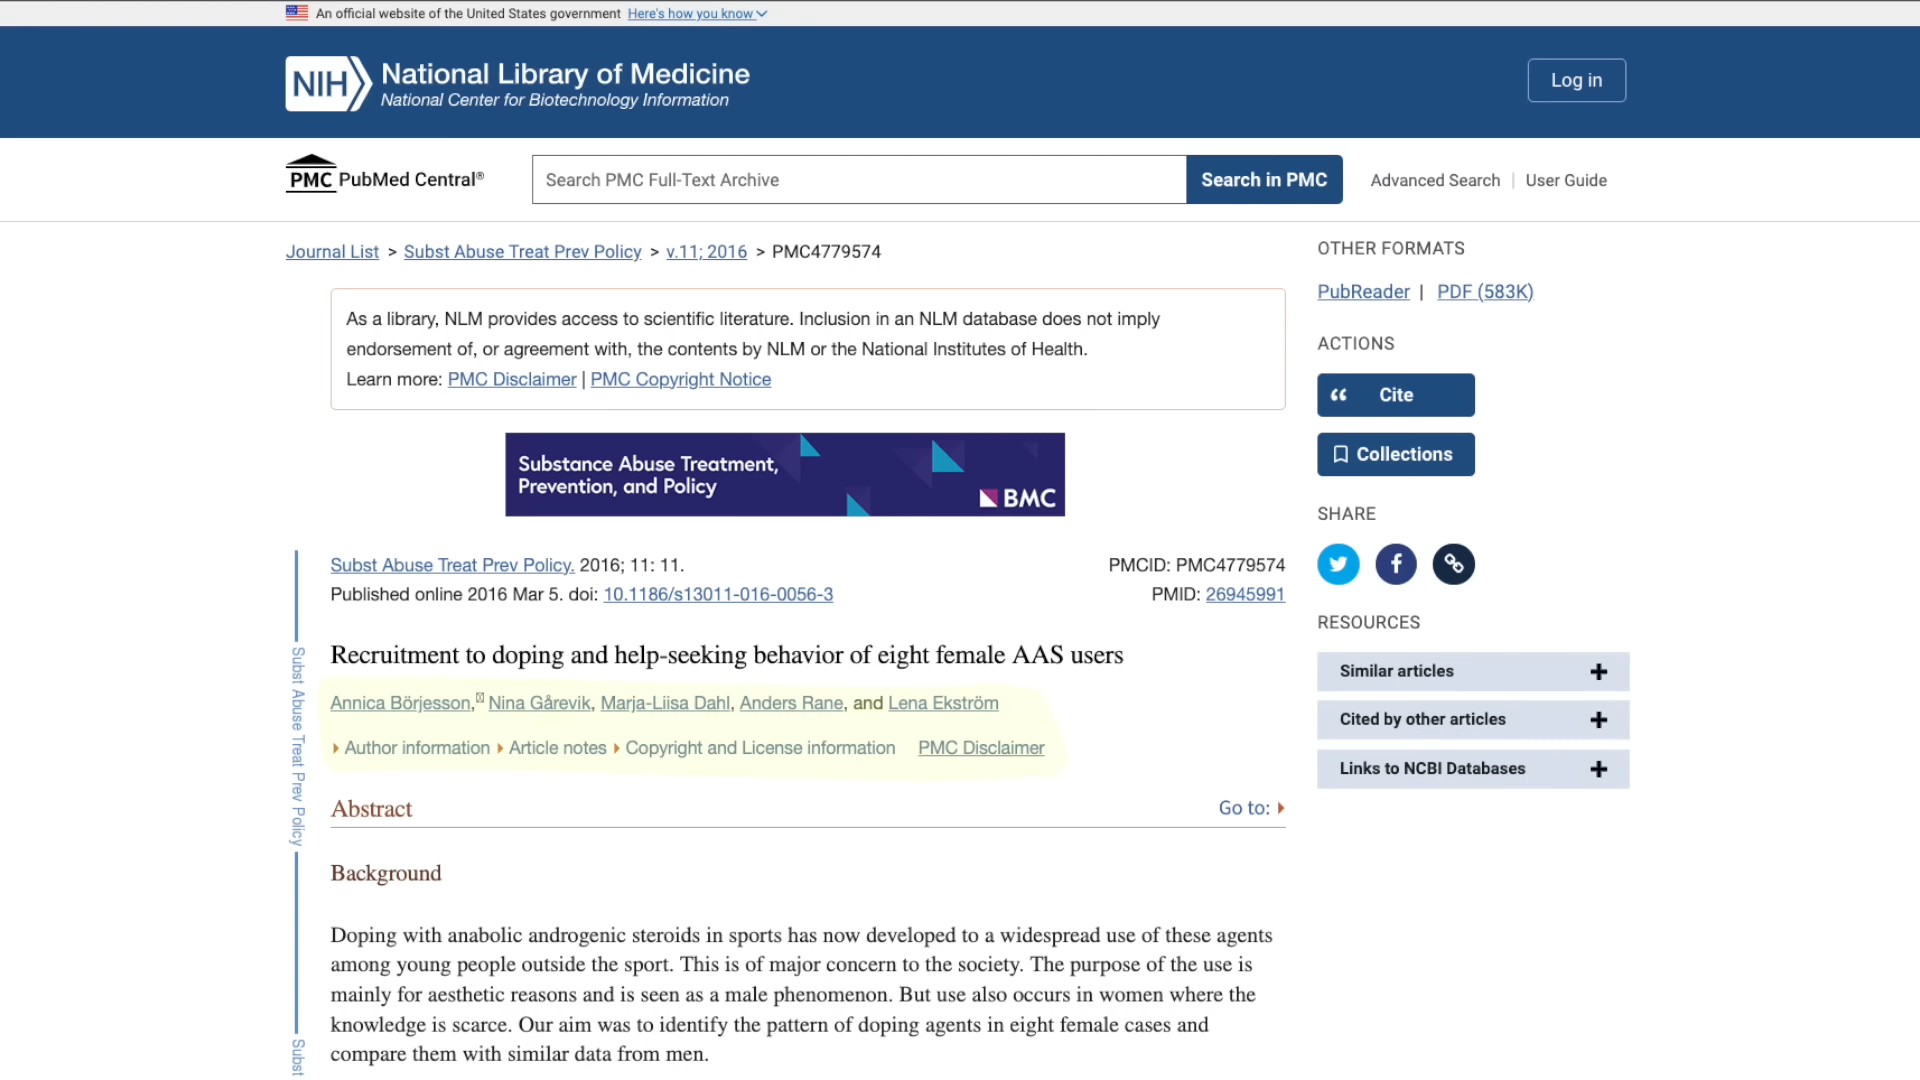 An official website of the United States government Here's how you know
NIH National Library of Medicine
National Center for Biotechnology Information
Log in
PMC PubMed Central®
Search PMC Full-Text Archive
Search in PMC
Advanced Search | User Guide
Journal List > Subst Abuse Treat Prev Policy > v.11; 2016 > PMC4779574
As a library, NLM provides access to scientific literature. Inclusion in an NLM database does not imply
endorsement of, or agreement with, the contents by NLM or the National Institutes of Health.
Learn more: PMC Disclaimer | PMC Copyright Notice
Substance Abuse Treatment,
Prevention, and Policy
BMC
Subst Abuse Treat Prev Policy. 2016; 11: 11.
Published online 2016 Mar 5. doi: 10.1186/s13011-016-0056-3
PMCID: PMC4779574
PMID: 26945991
Recruitment to doping and help-seeking behavior of eight female AAS users
Annica Börjesson, Nina Gårevik, Marja-Liisa Dahl, Anders Rane, and Lena Ekström
Author information Article notes Copyright and License information PMC Disclaimer
Abstract
Go to:
Background
Doping with anabolic androgenic steroids in sports has now developed to a widespread use of these agents
among young people outside the sport. This is of major concern to the society. The purpose of the use is
mainly for aesthetic reasons and is seen as a male phenomenon. But use also occurs in women where the
knowledge is scarce. Our aim was to identify the pattern of doping agents in eight female cases and
compare them with similar data from men.
Subst Abuse Treat Prev Policy
Subst
OTHER FORMATS
PubReader | PDF (583K)
ACTIONS
Cite
Collections
SHARE
RESOURCES
Similar articles
Cited by other articles
Links to NCBI Databases